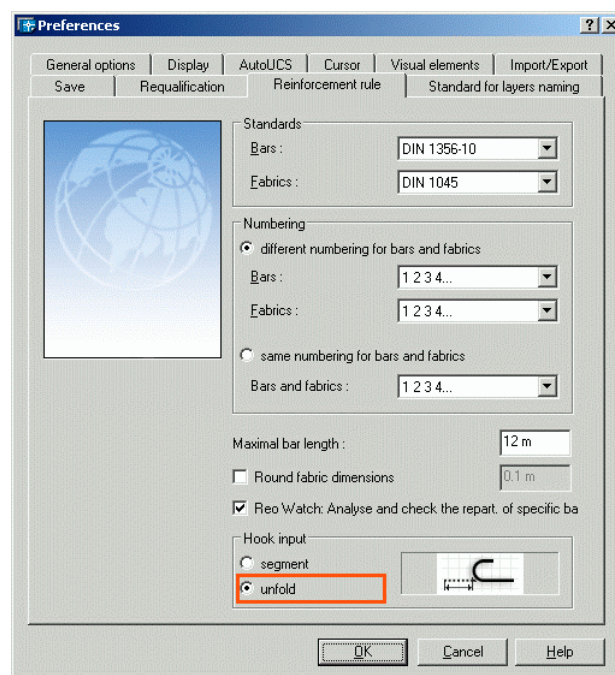 Preferences
General options Display AutoUCS Cursor Visual elements Import/Export
Save Requalification Reinforcement rule Standard for layers naming
Standards
Bars : DIN 1356-10
Fabrics : DIN 1045
Numbering
different numbering for bars and fabrics
Bars : 1 2 3 4...
Fabrics : 1 2 3 4...
same numbering for bars and fabrics
Bars and fabrics : 1 2 3 4...
Maximal bar length : 12 m
Round fabric dimensions 0.1 m
Reo Watch: Analyse and check the repart. of specific ba
Hook input
segment
unfold
OK Cancel Help